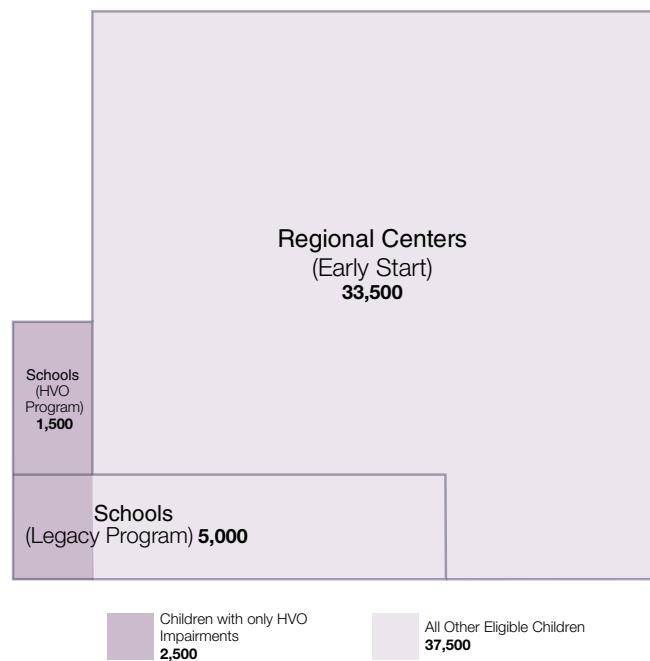 Regional Centers
(Early Start)
33,500
Schools
(HVO
Program)
1,500
Schools
(Legacy Program) 5,000
Children with only HVO
Impairments
2,500
All Other Eligible Children
37,500